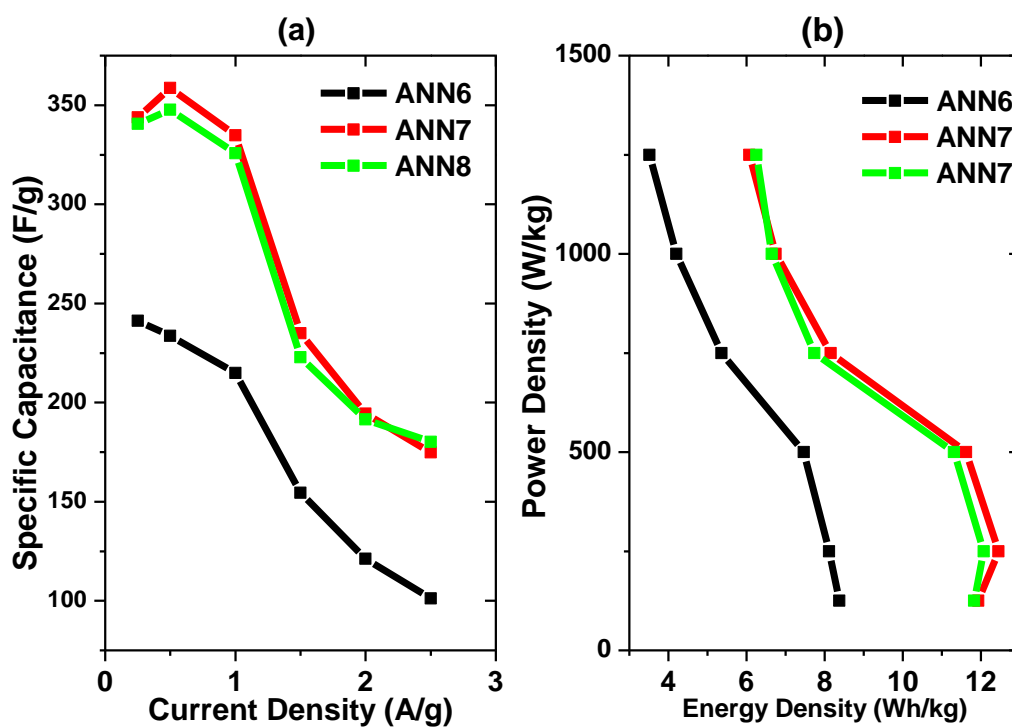 (a)
ANN6
ANN7
ANN8
350
300
250
200
150
100
0
1
2
3
Specific Capacitance (F/g)
Current Density (A/g)
(b)
ANN6
ANN7
ANN7
1500
1000
500
0
4
6
8
10
12
Power Density (W/kg)
Energy Density (Wh/kg)